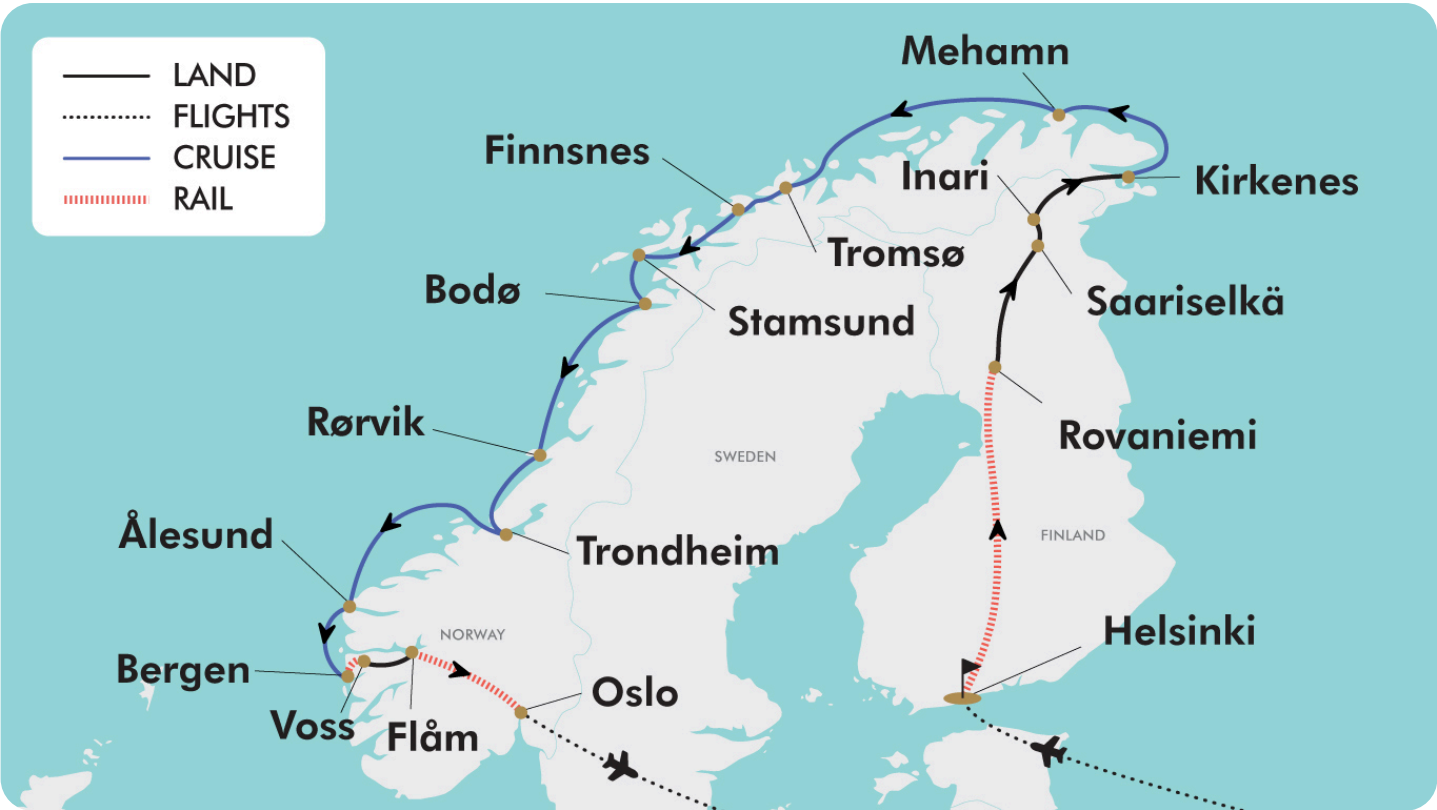 LAND
FLIGHTS
CRUISE
RAIL
Mehamn
Finnsnes
Inari
Kirkenes
Tromsø
Bodø
Saariselkä
Stamsund
Rørvik
Rovaniemi
SWEDEN
Ålesund
FINLAND
Trondheim
Helsinki
NORWAY
Bergen
Oslo
Voss
Flåm